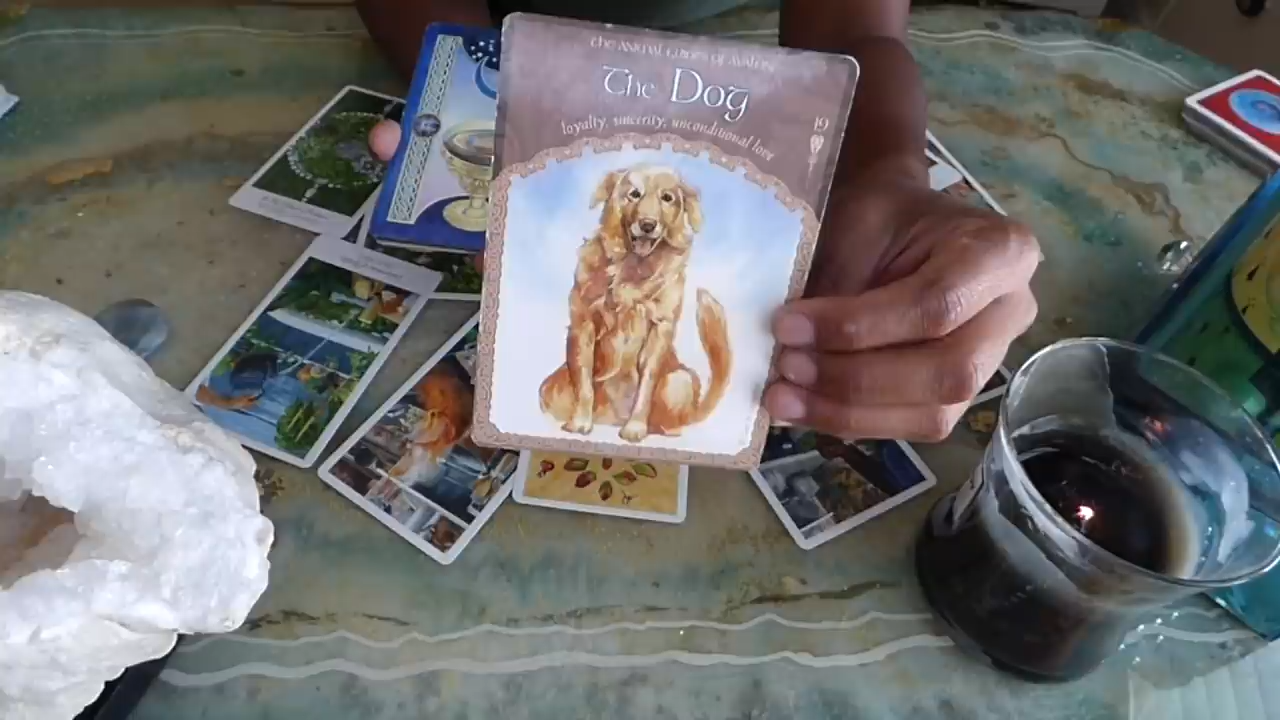 The Animal Guides of Avalon
The Dog
loyalty, sincerity, unconditional love
19